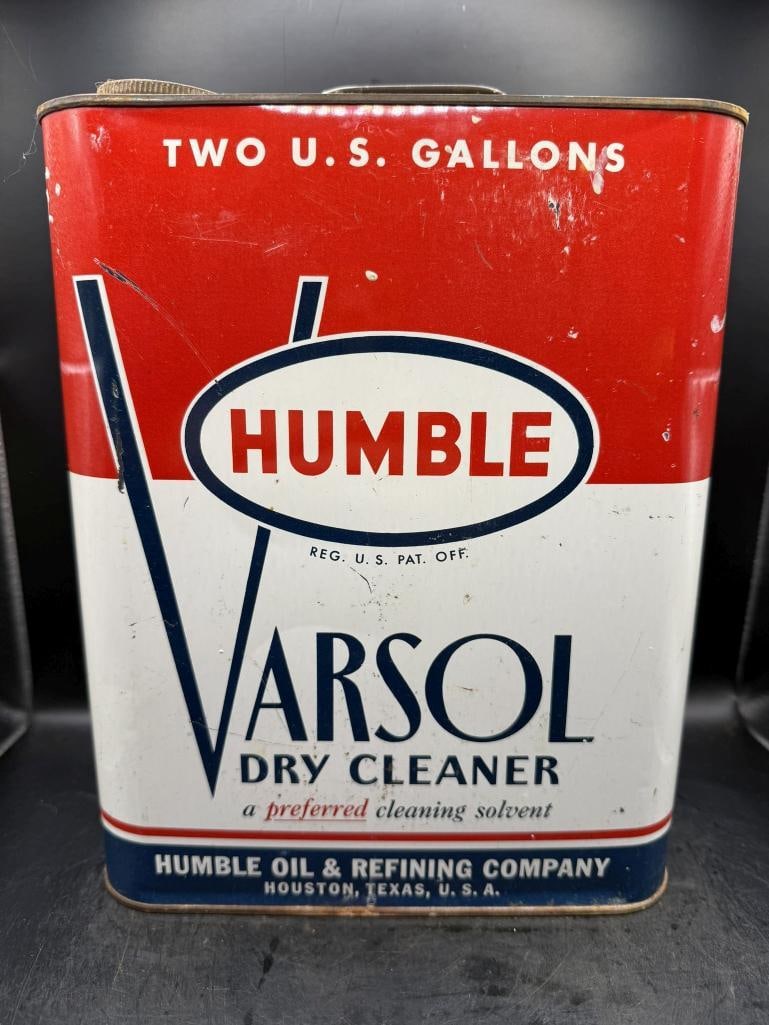 TWO U.S. GALLONS
HUMBLE
REG. U. S. PAT. OFF.
VARSOL
DRY CLEANER
a preferred cleaning solvent
HUMBLE OIL & REFINING COMPANY
HOUSTON, TEXAS, U. S. A.